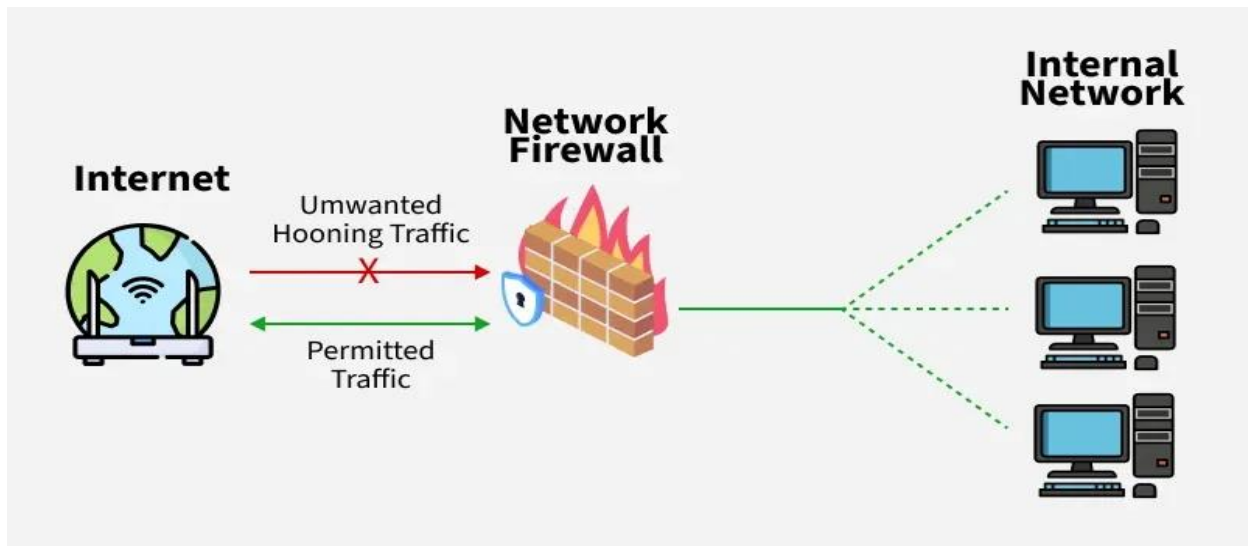 Internet
Umwanted
Hooning Traffic
X
Permitted
Traffic
Network
Firewall
Internal
Network